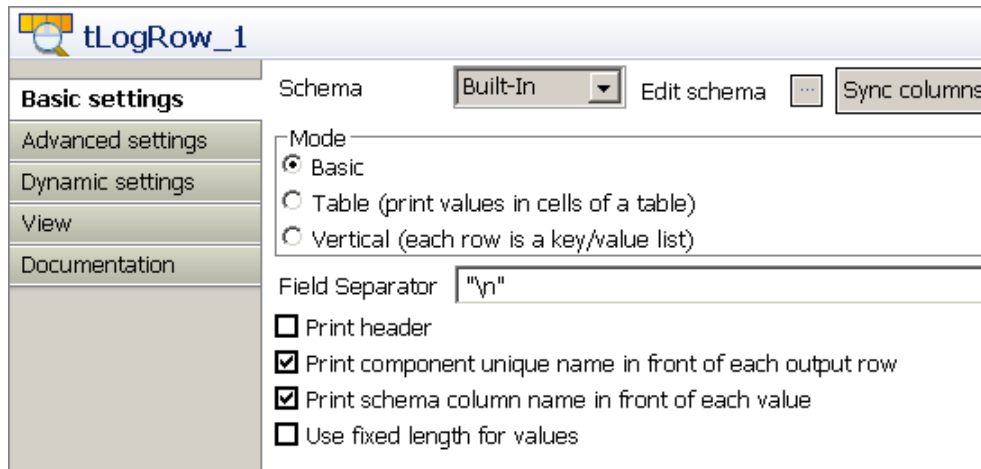 tLogRow_1
Basic settings
Advanced settings
Dynamic settings
View
Documentation
Schema Built-In Edit schema ... Sync columns
Mode
Basic
Table (print values in cells of a table)
Vertical (each row is a key/value list)
Field Separator "\n"
Print header
Print component unique name in front of each output row
Print schema column name in front of each value
Use fixed length for values